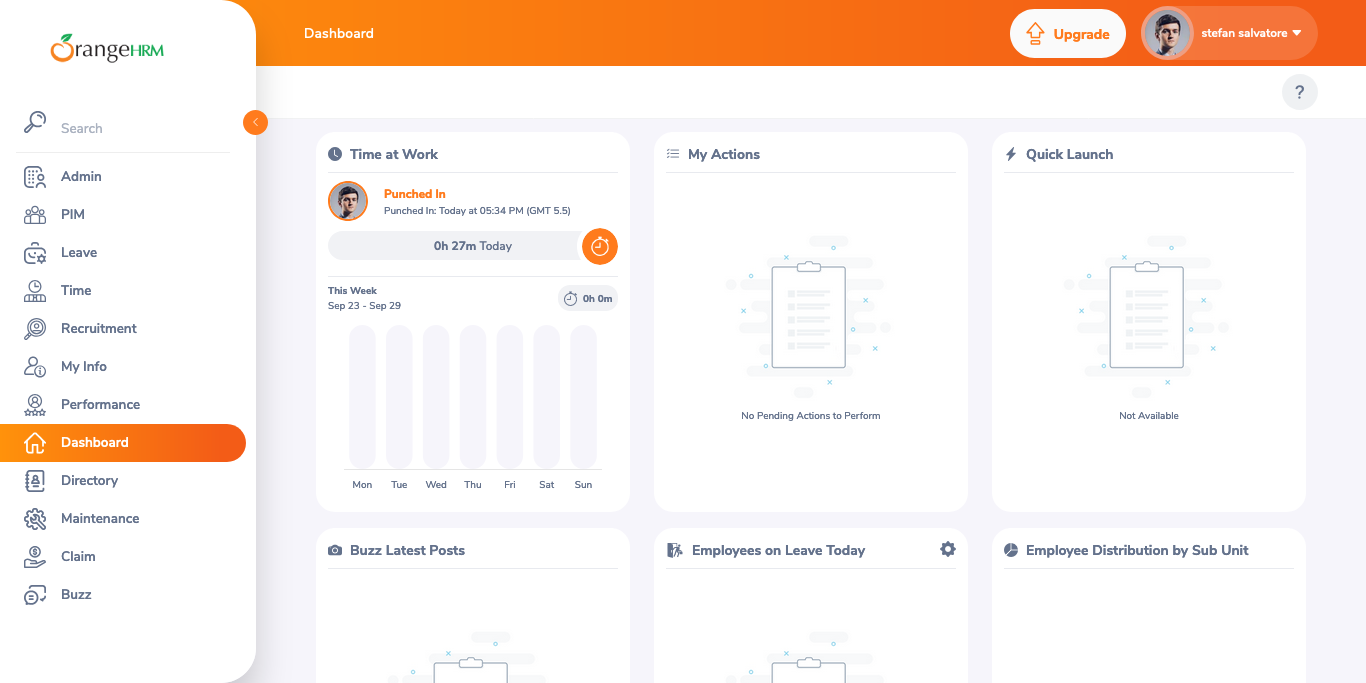 OrangeHRM
Search
Admin
PIM
Leave
Time
Recruitment
My Info
Performance
Dashboard
Directory
Maintenance
Claim
Buzz
Dashboard
Upgrade
stefan salvatore
?
Time at Work
Punched In
Punched In: Today at 05:34 PM (GMT 5.5)
0h 27m Today
This Week
Sep 23 - Sep 29
0h 0m
Mon Tue Wed Thu Fri Sat Sun
My Actions
No Pending Actions to Perform
Quick Launch
Not Available
Buzz Latest Posts
Employees on Leave Today
Employee Distribution by Sub Unit